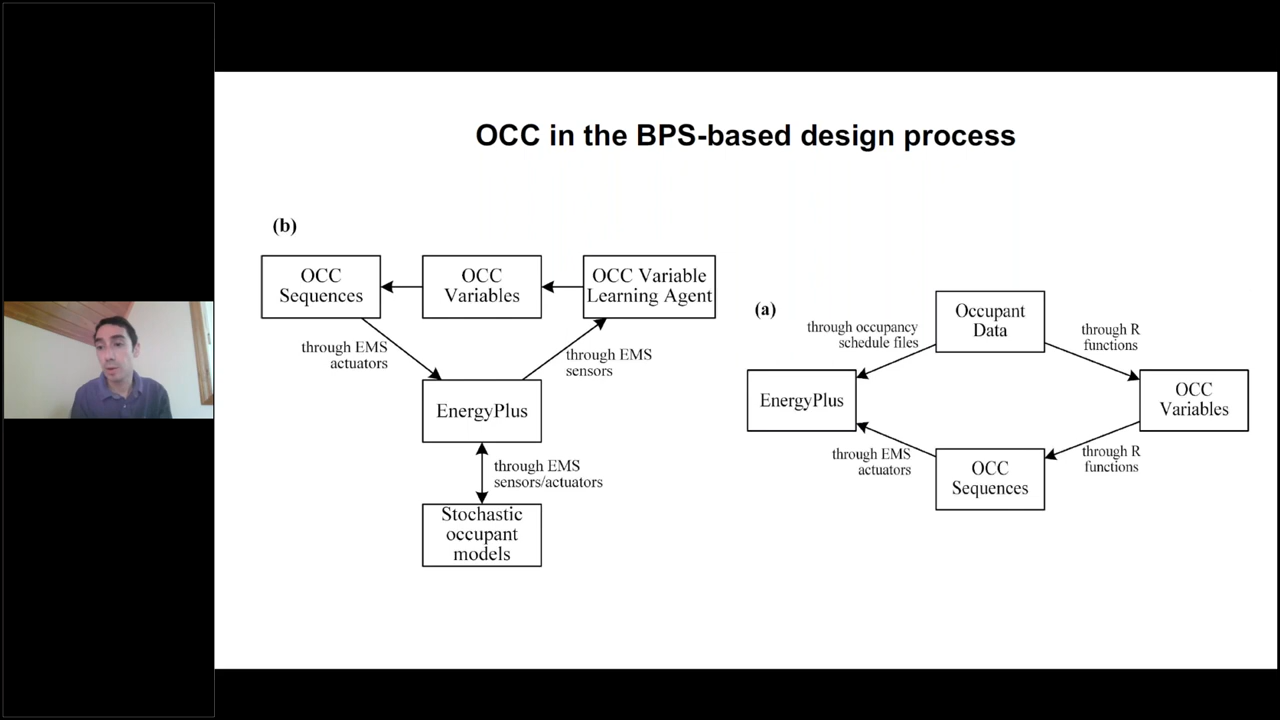 OCC in the BPS-based design process
(b)
OCC
Sequences
OCC
Variables
OCC Variable
Learning Agent
through EMS
actuators
through EMS
sensors
EnergyPlus
through EMS
sensors/actuators
Stochastic
occupant
models
(a)
Occupant
Data
through occupancy
schedule files
through R
functions
EnergyPlus
OCC
Variables
through EMS
actuators
through R
functions
OCC
Sequences